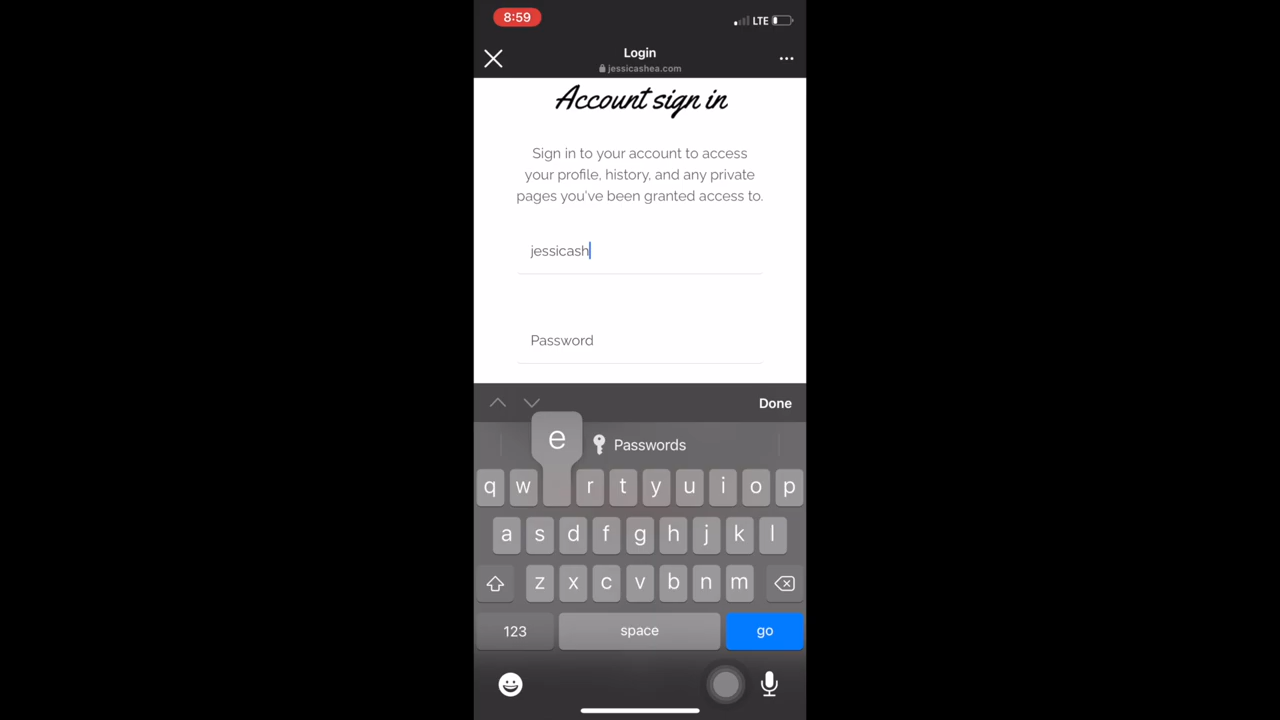 8:59
LTE
Login
jessicashea.com
Account sign in
Sign in to your account to access
your profile, history, and any private
pages you've been granted access to.
jessicash
Password
Done
e
Passwords
q w r t y u i o p
a s d f g h j k l
z x c v b n m
123 space go